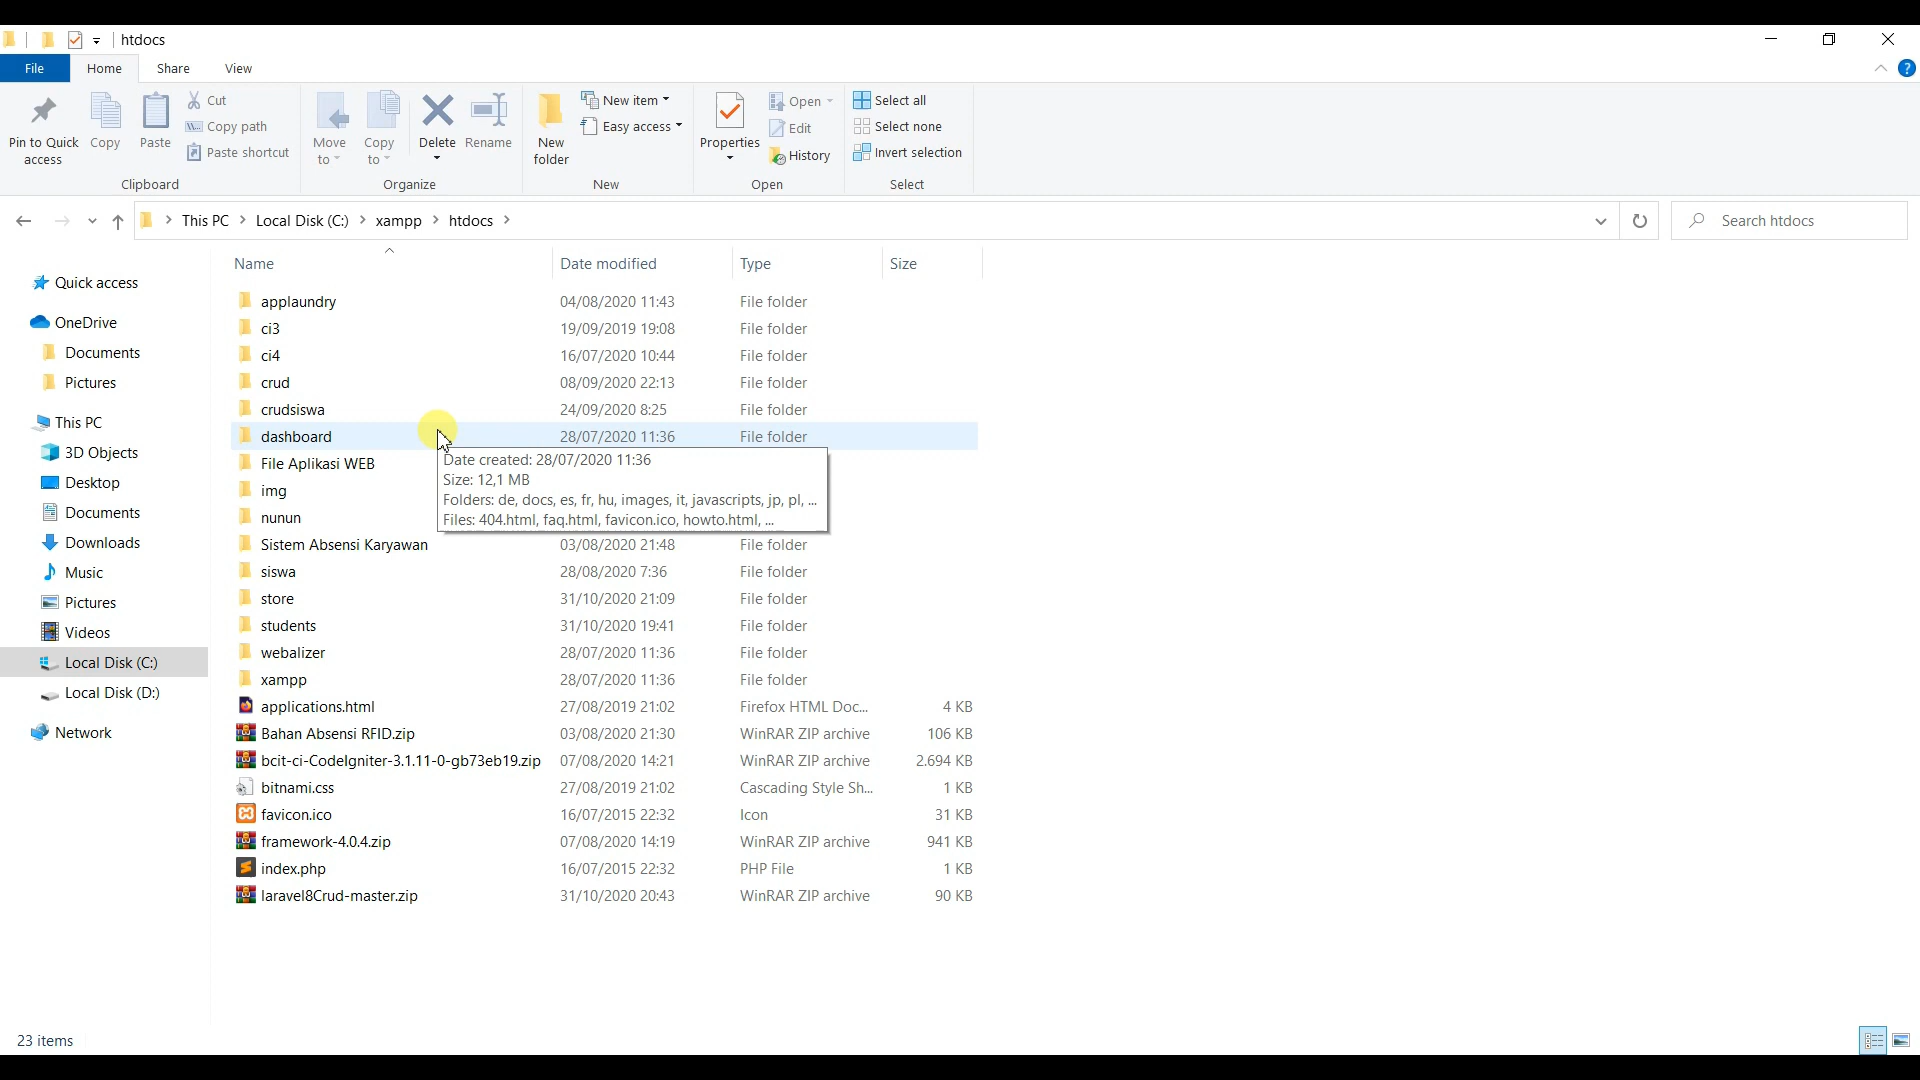 htdocs
File Home Share View
Pin to Quick access
Copy
Paste
Cut
Copy path
Paste shortcut
Clipboard
Move to
Copy to
Delete
Rename
Organize
New folder
New item
Easy access
New
Properties
Open
Edit
History
Open
Select all
Select none
Invert selection
Select
This PC > Local Disk (C:) > xampp > htdocs >
Search htdocs
Quick access
OneDrive
Documents
Pictures
This PC
3D Objects
Desktop
Documents
Downloads
Music
Pictures
Videos
Local Disk (C:)
Local Disk (D:)
Network
Name Date modified Type Size
applaundry 04/08/2020 11:43 File folder
ci3 19/09/2019 19:08 File folder
ci4 16/07/2020 10:44 File folder
crud 08/09/2020 22:13 File folder
crudsiswa 24/09/2020 8:25 File folder
dashboard 28/07/2020 11:36 File folder
File Aplikasi WEB
img
nunun
Date created: 28/07/2020 11:36
Size: 12,1 MB
Folders: de, docs, es, fr, hu, images, it, javascripts, jp, pl, ...
Files: 404.html, faq.html, favicon.ico, howto.html, ...
Sistem Absensi Karyawan 03/08/2020 21:48 File folder
siswa 28/08/2020 7:36 File folder
store 31/10/2020 21:09 File folder
students 31/10/2020 19:41 File folder
webalizer 28/07/2020 11:36 File folder
xampp 28/07/2020 11:36 File folder
applications.html 27/08/2019 21:02 Firefox HTML Doc... 4 KB
Bahan Absensi RFID.zip 03/08/2020 21:30 WinRAR ZIP archive 106 KB
bcit-ci-CodeIgniter-3.1.11-0-gb73eb19.zip 07/08/2020 14:21 WinRAR ZIP archive 2.694 KB
bitnami.css 27/08/2019 21:02 Cascading Style Sh... 1 KB
favicon.ico 16/07/2015 22:32 Icon 31 KB
framework-4.0.4.zip 07/08/2020 14:19 WinRAR ZIP archive 941 KB
index.php 16/07/2015 22:32 PHP File 1 KB
laravel8Crud-master.zip 31/10/2020 20:43 WinRAR ZIP archive 90 KB
23 items